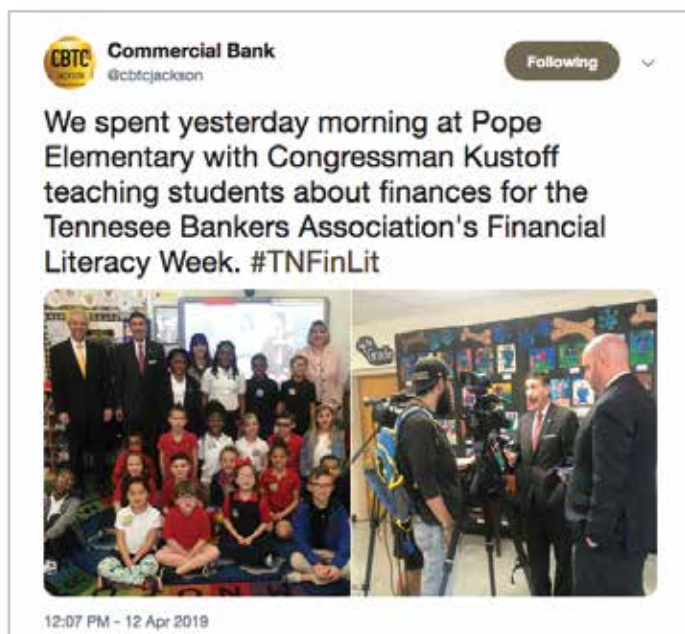 CBTC
JACKSON
Commercial Bank
@cbtcjackson
Following
We spent yesterday morning at Pope
Elementary with Congressman Kustoff
teaching students about finances for the
Tennesee Bankers Association's Financial
Literacy Week. #TNFinLit
12:07 PM - 12 Apr 2019